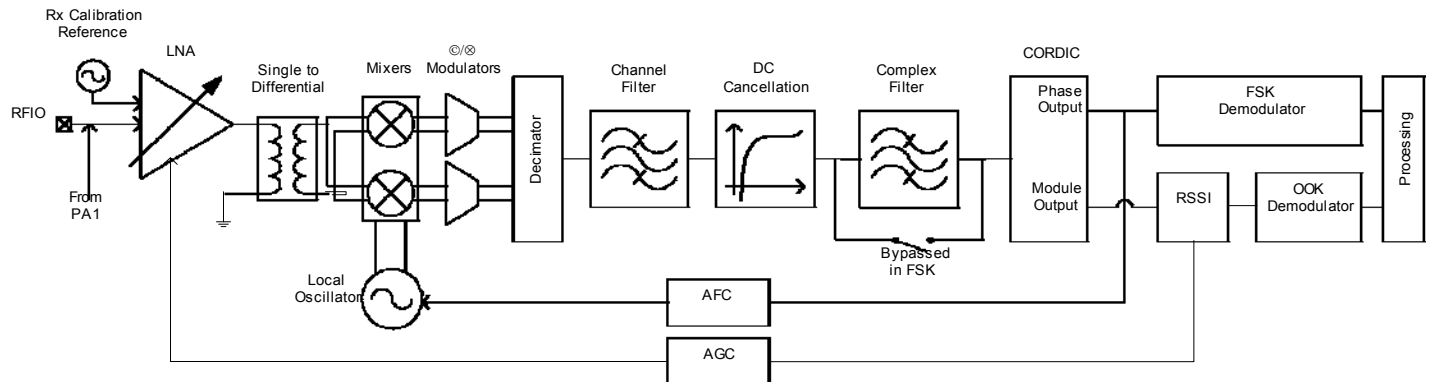 Rx Calibration
Reference
LNA
Single to
Differential
Mixers
©/⊗
Modulators
Decimator
Channel
Filter
DC
Cancellation
Complex
Filter
CORDIC
Phase
Output
Module
Output
FSK
Demodulator
RSSI
OOK
Demodulator
Processing
RFIO
From
PA1
Local
Oscillator
Bypassed
in FSK
AFC
AGC